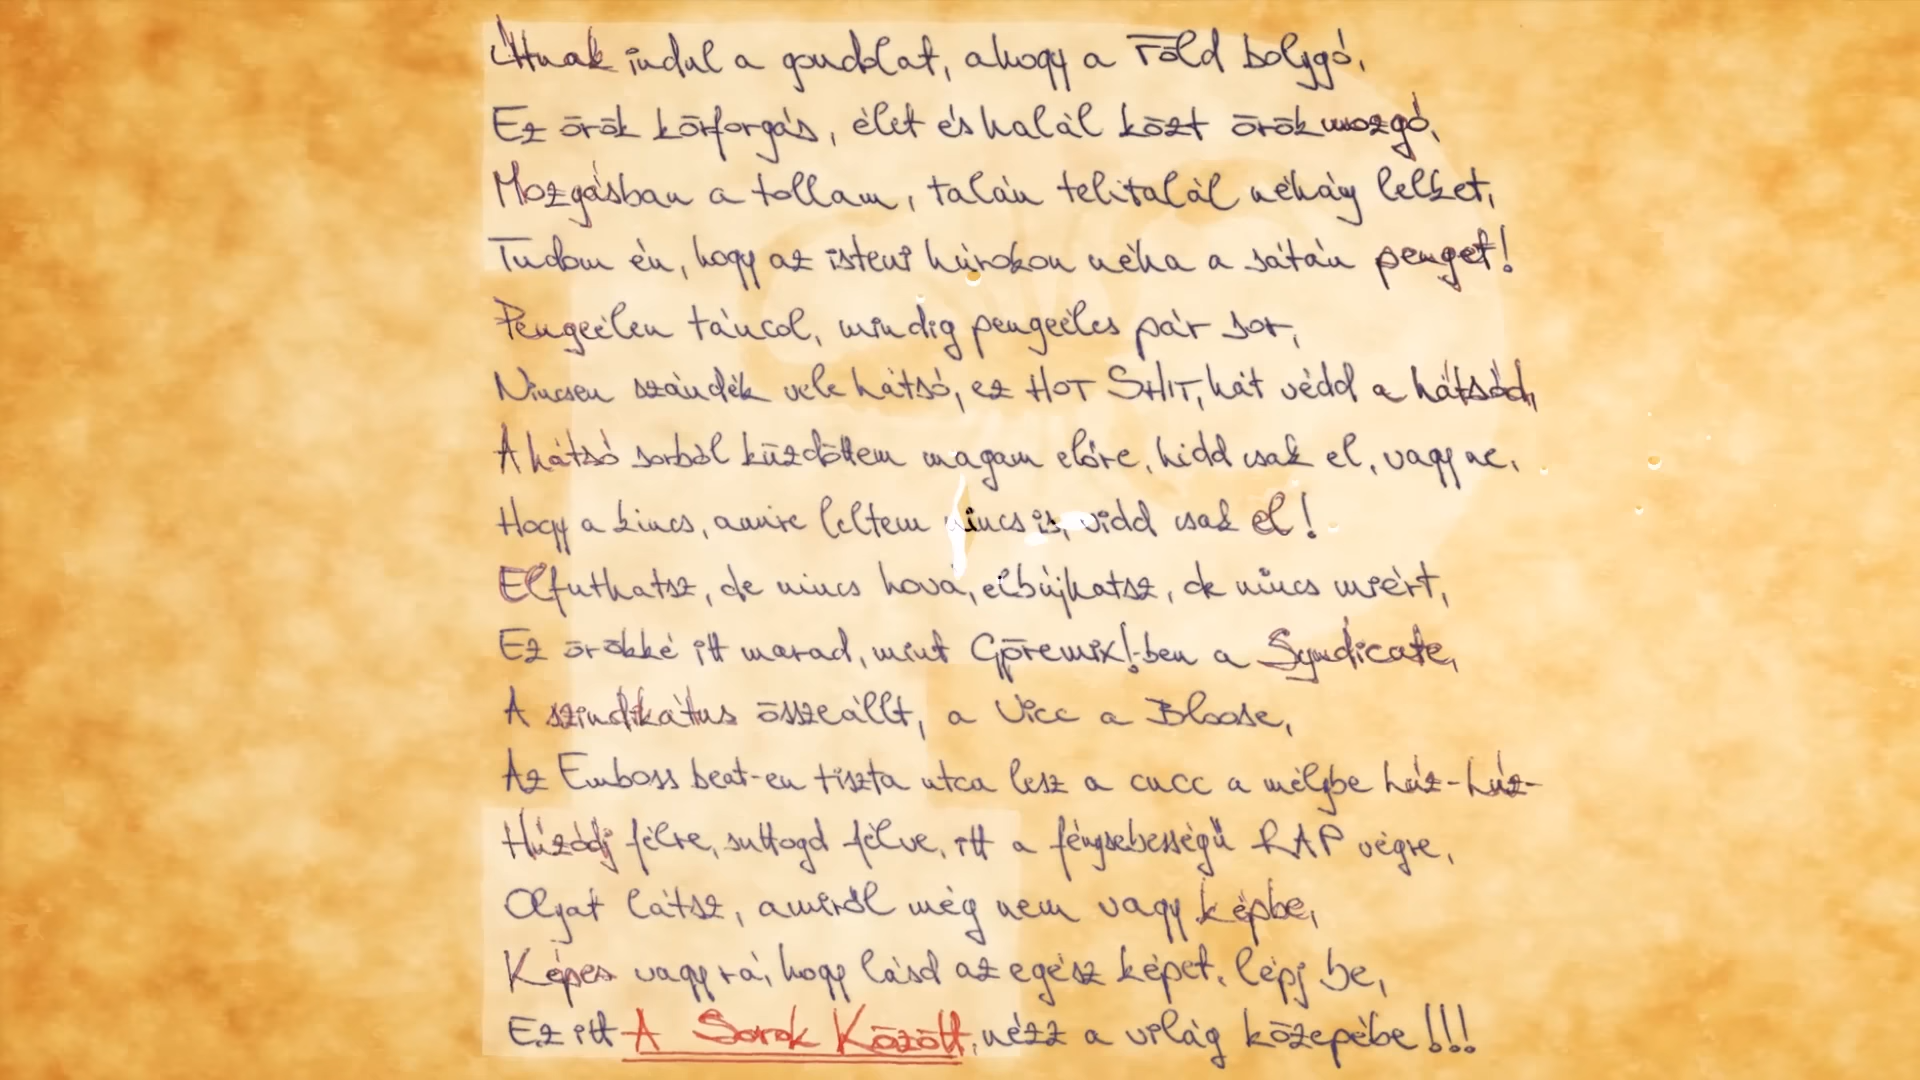 Útnak indul a gondolat, ahogy a Föld bolygó,
Ez örök körforgás, élet és halál közt örökmozgó,
Mozgásban a tollam, talán telitalál néhány lelket,
Tudom én, hogy az isteni húrokon néha a sátán penget!
Pengeélen táncol, mindig pengeéles pár sor,
Nincsen szándék vele hátsó, ez HOT SHIT, hát védd a hátsód,
A hátsó sorból küzdöttem magam előre, hidd csak el, vagy ne,
Hogy a kincs, amire leltem nincs is, vidd csak el!
Elfuthatsz, de nincs hová, elbújhatsz, de nincs miért,
Ez örökké itt marad, mint Gőremix!-ben a Syndicate,
A szindikátus összeállt, a Vicc a Bloose,
Az Emboss beat-en tiszta utca lesz a cucc a mélybe húz-húz-
Húzódj félre, suttogd félve, itt a fénysebességű RAP végre,
Olyat látsz, amiről még nem vagy képbe,
Képes vagy rá, hogy lásd az egész képet, lépj be,
Ez itt A Sorok Között, nézz a világ közepébe!!!